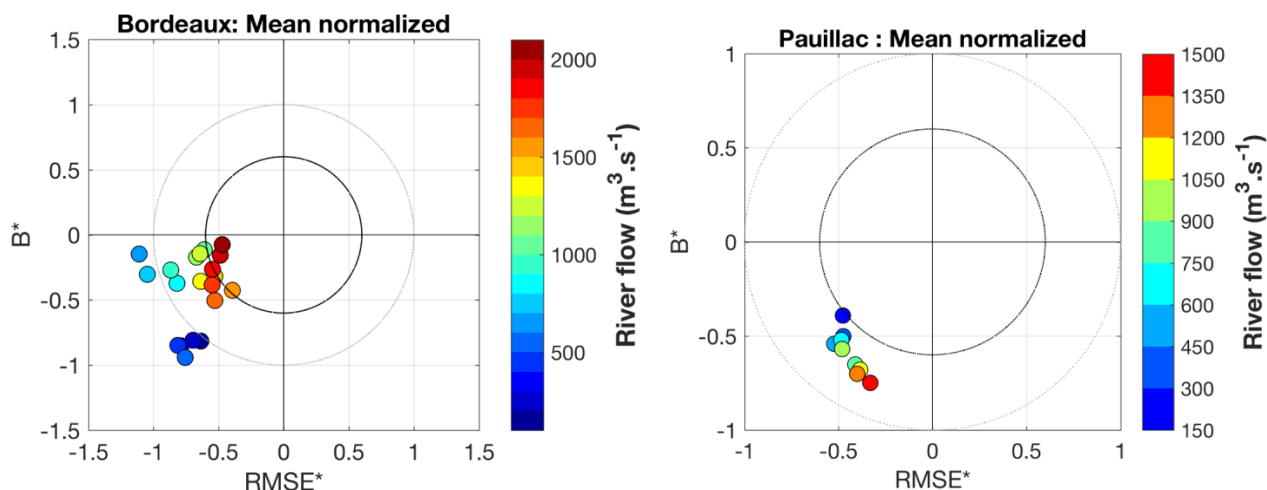 Bordeaux: Mean normalized
1.5
1
0.5
0
-0.5
-1
-1.5
B*
-1.5 -1 -0.5 0 0.5 1 1.5
RMSE*
2000
1500
1000
500
River flow (m³.s⁻¹)
Pauillac : Mean normalized
1
0.5
0
-0.5
-1
B*
-1 -0.5 0 0.5 1
RMSE*
1500
1350
1200
1050
900
750
600
450
300
150
River flow (m³.s⁻¹)